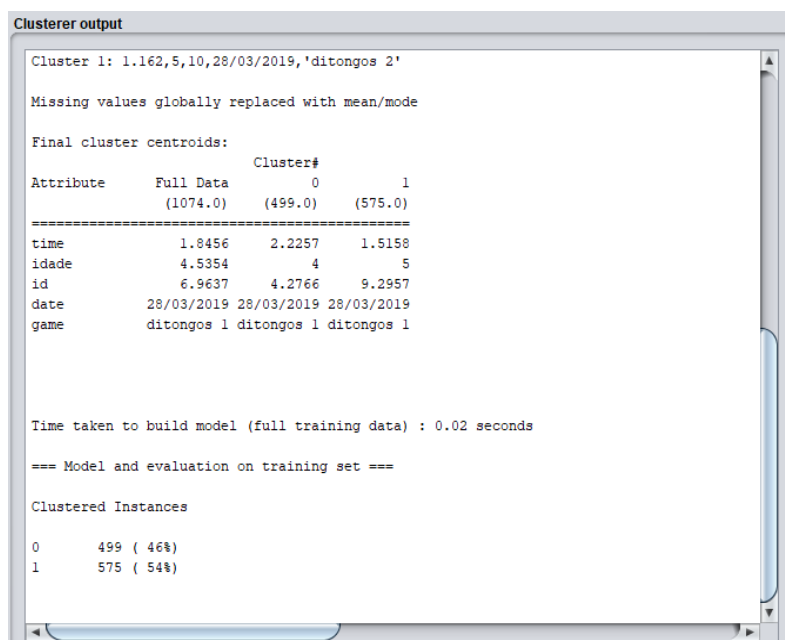 Clusterer output
Cluster 1: 1.162,5,10,28/03/2019,'ditongos 2'
Missing values globally replaced with mean/mode
Final cluster centroids:
Cluster#
Attribute Full Data 0 1
(1074.0) (499.0) (575.0)
================================================
time 1.8456 2.2257 1.5158
idade 4.5354 4 5
id 6.9637 4.2766 9.2957
date 28/03/2019 28/03/2019 28/03/2019
game ditongos 1 ditongos 1 ditongos 1
Time taken to build model (full training data) : 0.02 seconds
=== Model and evaluation on training set ===
Clustered Instances
0 499 ( 46%)
1 575 ( 54%)